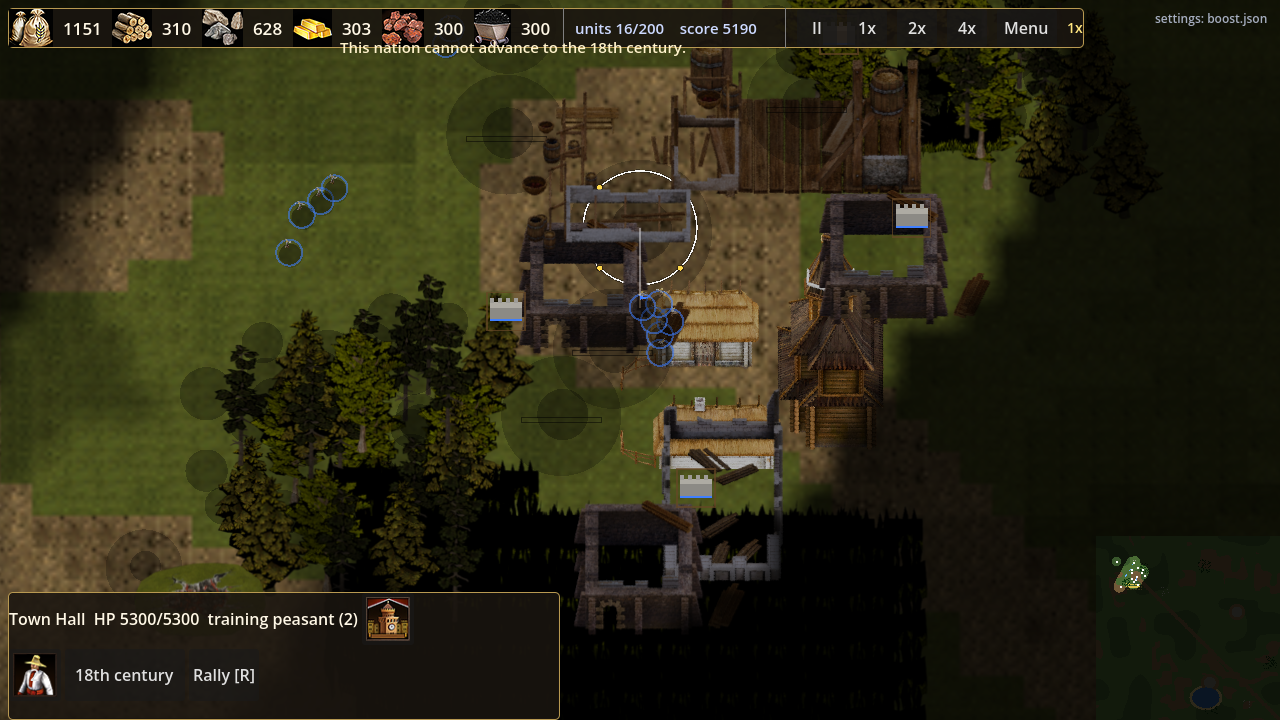 1151 310 628 303 300 300 units 16/200 score 5190 II 1x 2x 4x Menu 1x
settings: boost.json
This nation cannot advance to the 18th century.
Town Hall HP 5300/5300 training peasant (2)
18th century Rally [R]